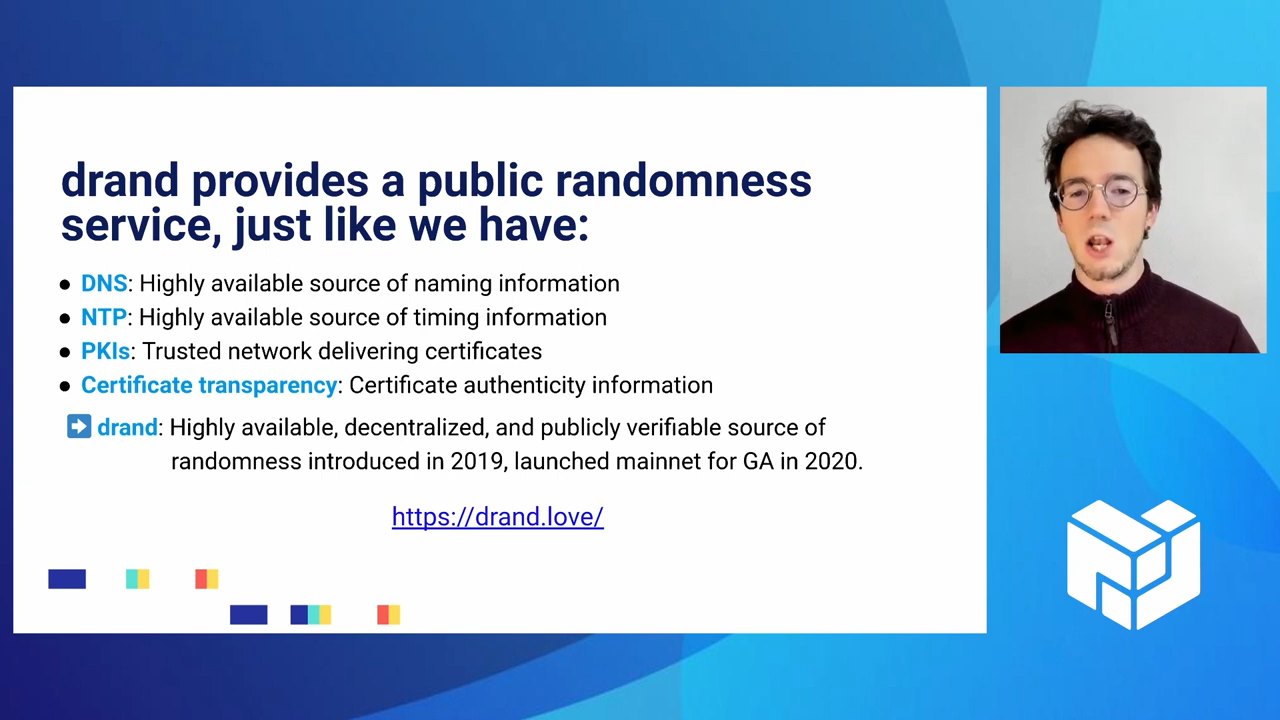 drand provides a public randomness
service, just like we have:
● DNS: Highly available source of naming information
● NTP: Highly available source of timing information
● PKIs: Trusted network delivering certificates
● Certificate transparency: Certificate authenticity information
➡ drand: Highly available, decentralized, and publicly verifiable source of
randomness introduced in 2019, launched mainnet for GA in 2020.
https://drand.love/